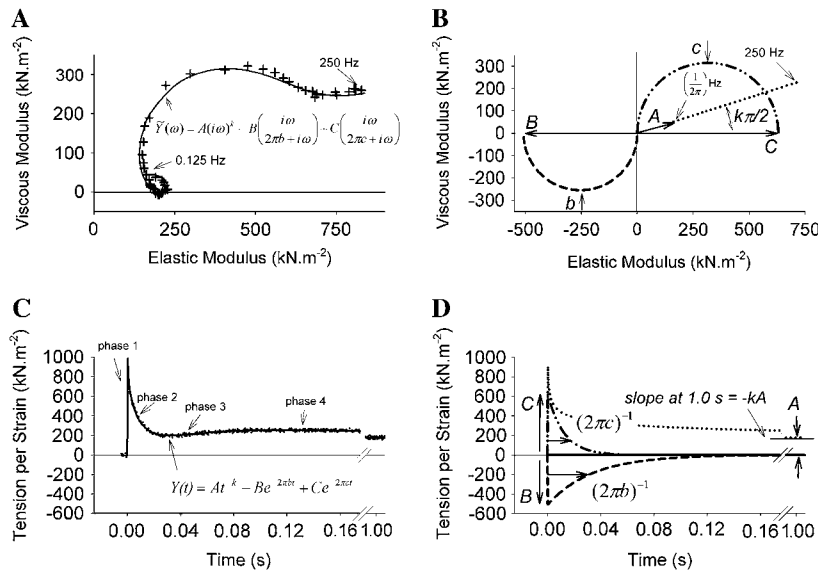 A
Viscous Modulus (kN.m⁻²)
400
300
200
100
0
250 Hz
Ỹ(ω) – A(iω)ᵏ · B(iω / 2πb + iω) – C(iω / 2πc + iω)
0.125 Hz
0 250 500 750
Elastic Modulus (kN.m⁻²)
B
Viscous Modulus (kN.m⁻²)
300
200
100
0
-100
-200
-300
c
250 Hz
(1/2π)Hz
B
A
kπ/2
C
b
-500 -250 0 250 500 750
Elastic Modulus (kN.m⁻²)
C
Tension per Strain (kN.m⁻²)
1000
800
600
400
200
0
-200
-400
-600
phase 1
phase 2
phase 3
phase 4
Y(t) = At ᵏ – Be ²πbt + Ce ²πct
0.00 0.04 0.08 0.12 0.16 1.00
Time (s)
D
Tension per Strain (kN.m⁻²)
1000
800
600
400
200
0
-200
-400
-600
slope at 1.0 s = -kA
A
C
(2πc)⁻¹
B
(2πb)⁻¹
0.00 0.04 0.08 0.12 0.16 1.00
Time (s)